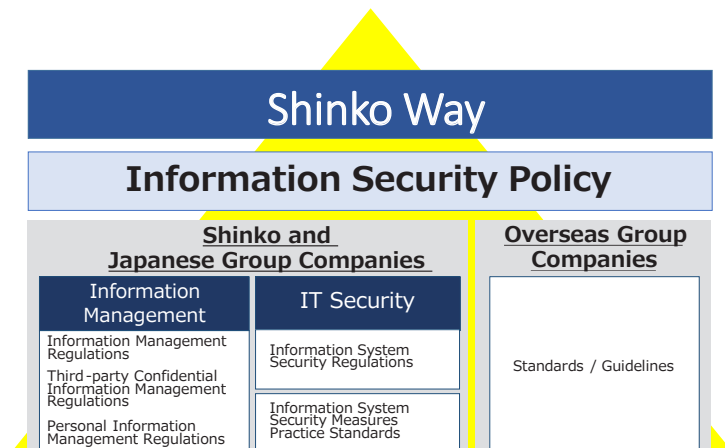 Shinko Way
Information Security Policy
Shinko and
Japanese Group Companies
Information
Management
Information Management
Regulations
Third-party Confidential
Information Management
Regulations
Personal Information
Management Regulations
IT Security
Information System
Security Regulations
Information System
Security Measures
Practice Standards
Overseas Group
Companies
Standards / Guidelines